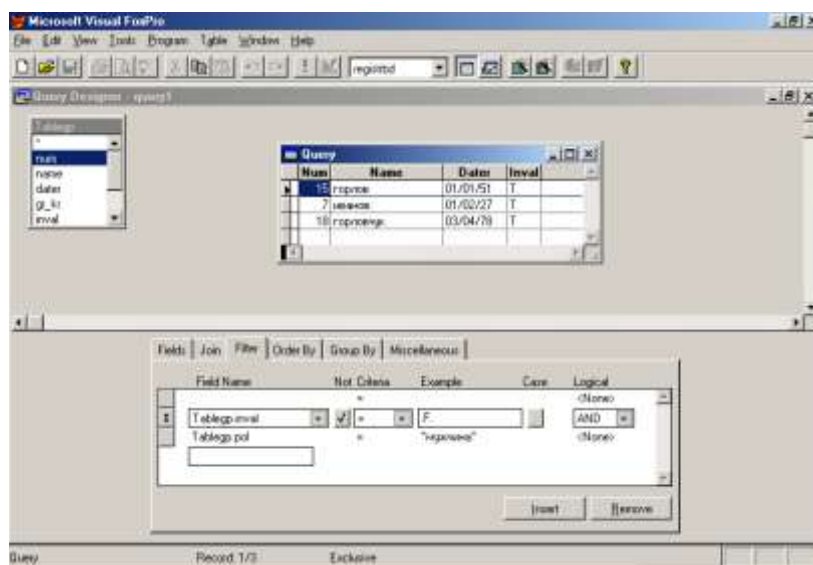 Microsoft Visual FoxPro
File Edit View Tools Program Table Window Help
Query Designer - query1
Tablegp
*
num
name
dater
gr_kr
inval
Query
Num Name Dater Inval
15 горлов 01/01/51 T
7 иванов 01/02/27 T
18 03/04/78 T
Fields Join Filter Order By Group By Miscellaneous
Field Name Not Criteria Example Case Logical
= <None>
Tablegp.inval = .F. AND
Tablegp.pol = <None>
Insert Remove
Query Record: 1/3 Exclusive